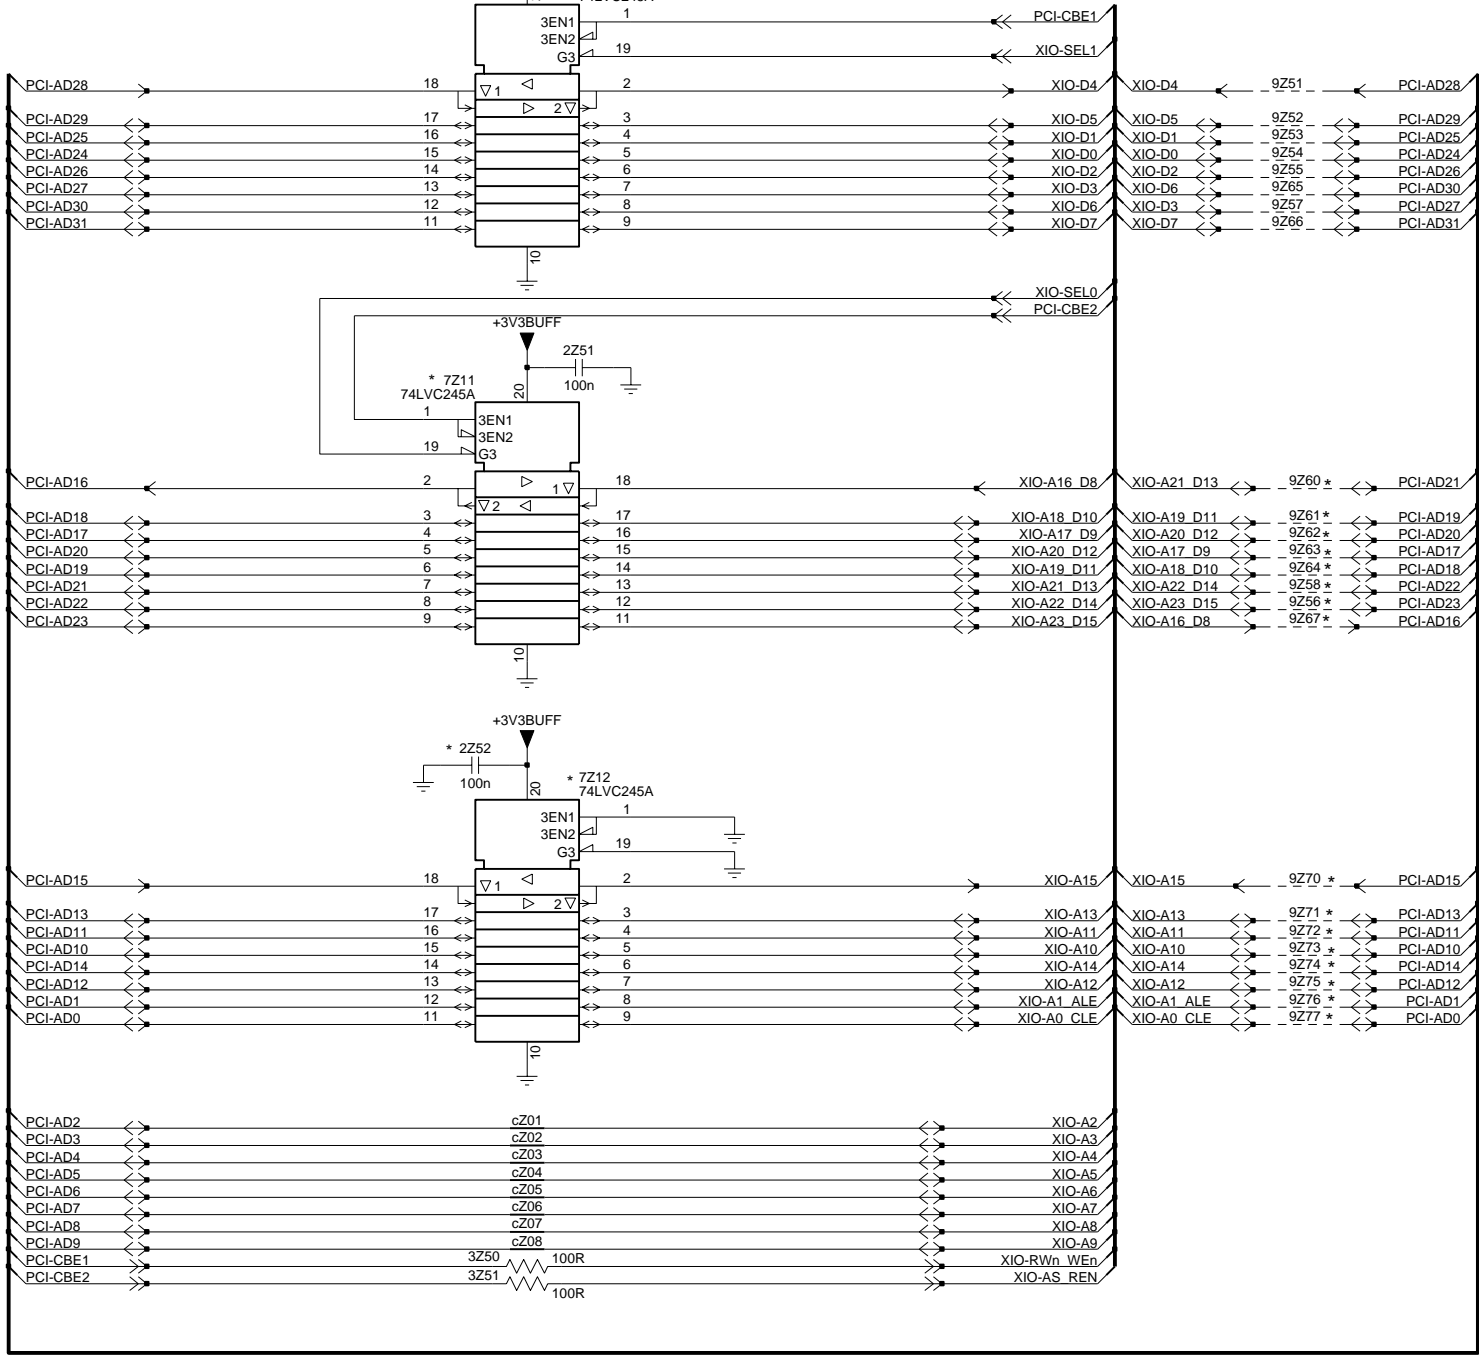 3EN1 1 PCI-CBE1
3EN2
G3 19 XIO-SEL1
PCI-AD28 18 ▽1 ◁ 2 XIO-D4 XIO-D4 9Z51 PCI-AD28
▷ 2▽
PCI-AD29 17 3 XIO-D5 XIO-D5 9Z52 PCI-AD29
PCI-AD25 16 4 XIO-D1 XIO-D1 9Z53 PCI-AD25
PCI-AD24 15 5 XIO-D0 XIO-D0 9Z54 PCI-AD24
PCI-AD26 14 6 XIO-D2 XIO-D2 9Z55 PCI-AD26
PCI-AD27 13 7 XIO-D3 XIO-D6 9Z65 PCI-AD30
PCI-AD30 12 8 XIO-D6 XIO-D3 9Z57 PCI-AD27
PCI-AD31 11 9 XIO-D7 XIO-D7 9Z66 PCI-AD31
10
XIO-SEL0
PCI-CBE2
+3V3BUFF
2Z51
100n
* 7Z11
74LVC245A
20
1 3EN1
3EN2
19 G3
PCI-AD16 2 ▷ 1▽ 18 XIO-A16_D8 XIO-A21_D13 9Z60 * PCI-AD21
▽2 ◁
PCI-AD18 3 17 XIO-A18_D10 XIO-A19_D11 9Z61 * PCI-AD19
PCI-AD17 4 16 XIO-A17_D9 XIO-A20_D12 9Z62 * PCI-AD20
PCI-AD20 5 15 XIO-A20_D12 XIO-A17_D9 9Z63 * PCI-AD17
PCI-AD19 6 14 XIO-A19_D11 XIO-A18_D10 9Z64 * PCI-AD18
PCI-AD21 7 13 XIO-A21_D13 XIO-A22_D14 9Z58 * PCI-AD22
PCI-AD22 8 12 XIO-A22_D14 XIO-A23_D15 9Z56 * PCI-AD23
PCI-AD23 9 11 XIO-A23_D15 XIO-A16_D8 9Z67 * PCI-AD16
10
+3V3BUFF
* 2Z52
100n
20
* 7Z12
74LVC245A
3EN1 1
3EN2
G3 19
PCI-AD15 18 ▽1 ◁ 2 XIO-A15 XIO-A15 9Z70 * PCI-AD15
▷ 2▽
PCI-AD13 17 3 XIO-A13 XIO-A13 9Z71 * PCI-AD13
PCI-AD11 16 4 XIO-A11 XIO-A11 9Z72 * PCI-AD11
PCI-AD10 15 5 XIO-A10 XIO-A10 9Z73 * PCI-AD10
PCI-AD14 14 6 XIO-A14 XIO-A14 9Z74 * PCI-AD14
PCI-AD12 13 7 XIO-A12 XIO-A12 9Z75 * PCI-AD12
PCI-AD1 12 8 XIO-A1_ALE XIO-A1_ALE 9Z76 * PCI-AD1
PCI-AD0 11 9 XIO-A0_CLE XIO-A0_CLE 9Z77 * PCI-AD0
10
PCI-AD2 cZ01 XIO-A2
PCI-AD3 cZ02 XIO-A3
PCI-AD4 cZ03 XIO-A4
PCI-AD5 cZ04 XIO-A5
PCI-AD6 cZ05 XIO-A6
PCI-AD7 cZ06 XIO-A7
PCI-AD8 cZ07 XIO-A8
PCI-AD9 cZ08 XIO-A9
PCI-CBE1 3Z50 100R XIO-RWn_WEn
PCI-CBE2 3Z51 100R XIO-AS_REN